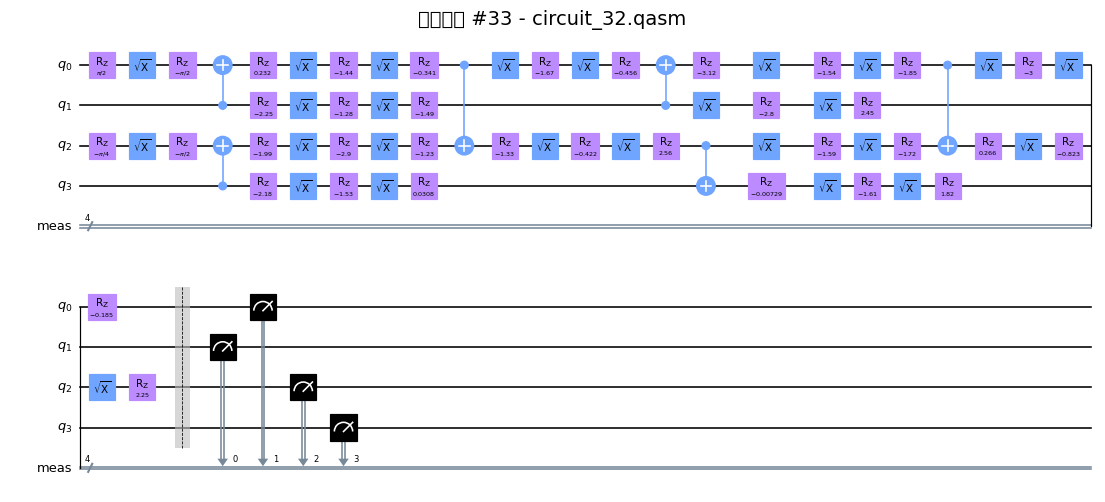 #33 - circuit_32.qasm
q0 Rz π/2 √X Rz −π/2 Rz 0.232 √X Rz −1.44 √X Rz −0.341 √X Rz −1.67 √X Rz −0.456 Rz −3.12 √X Rz −1.54 √X Rz −1.85 √X Rz −3 √X
q1 Rz −2.25 √X Rz −1.28 √X Rz −1.49 √X Rz −2.8 √X Rz 2.45
q2 Rz −π/4 √X Rz −π/2 Rz −1.99 √X Rz −2.9 √X Rz −1.23 Rz −1.33 √X Rz −0.422 √X Rz 2.56 √X Rz −1.59 √X Rz −1.72 Rz 0.266 √X Rz −0.823
q3 Rz −2.18 √X Rz −1.53 √X Rz 0.0308 Rz −0.00729 √X Rz −1.61 √X Rz 1.82
meas 4
q0 Rz −0.185
q1
q2 √X Rz 2.25
q3
meas 4 0 1 2 3